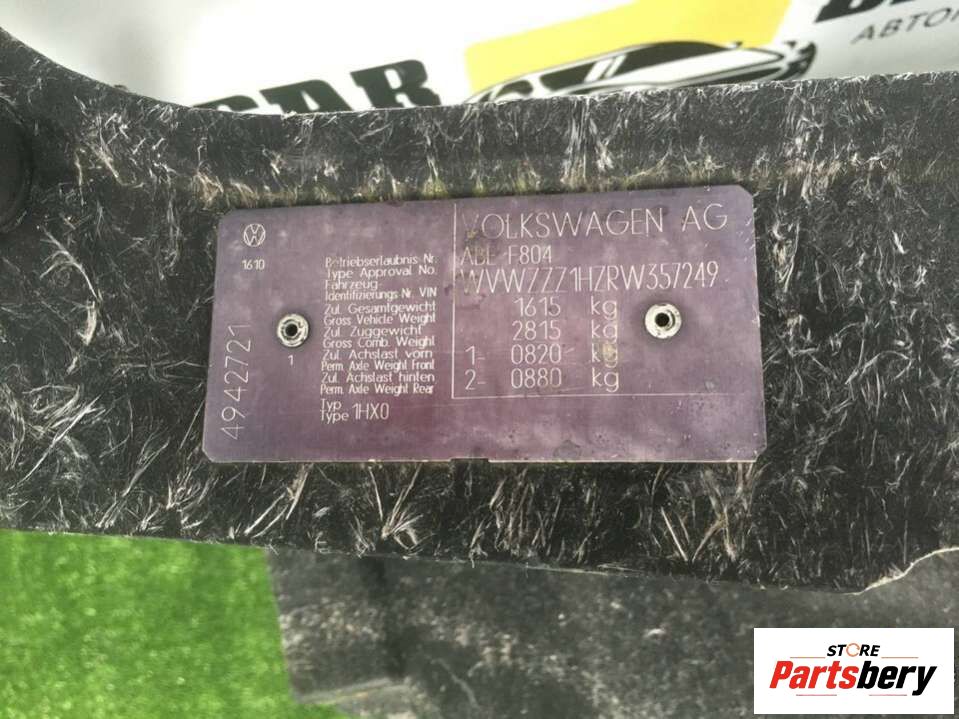 CAR
АВТО
VOLKSWAGEN AG
1610
ABE F804
Betriebserlaubnis Nr.
Type Approval No.
Fahrzeug-
Identifizierungs-Nr. VIN WVWZZZ1HZRW357249
Zul. Gesamtgewicht
Gross Vehicle Weight 1615 kg
Zul. Zuggewicht
Gross Comb. Weight 2815 kg
Zul. Achslast vorn
Perm. Axle Weight Front 1- 0820 kg
Zul. Achslast hinten
Perm. Axle Weight Rear 2- 0880 kg
Typ
Type 1HX0
1
4942721
STORE
Partsbery